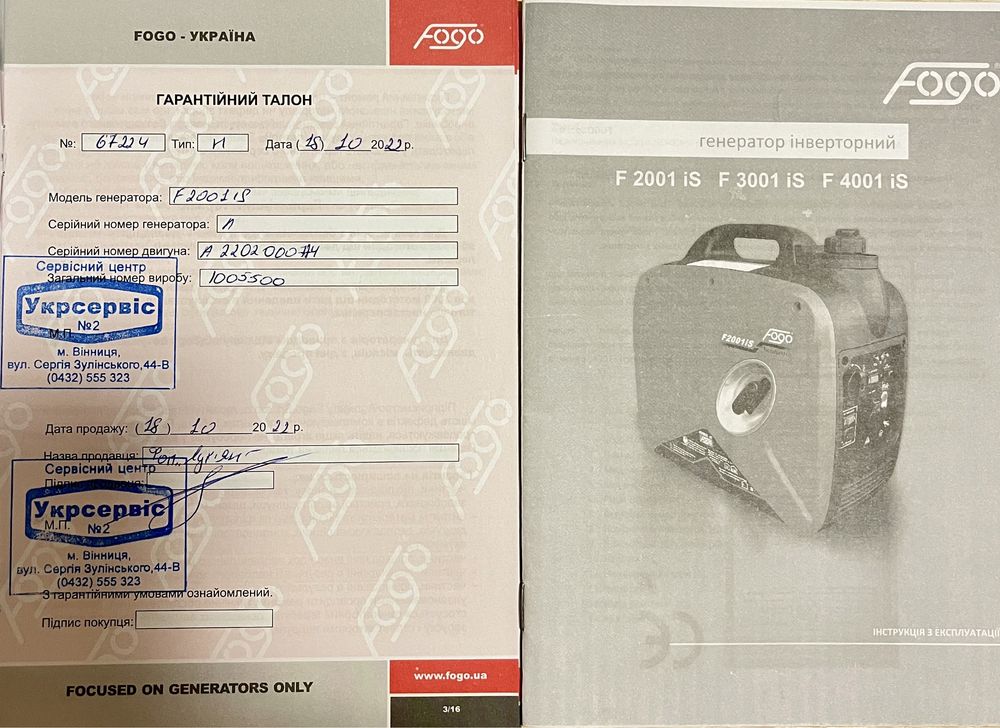 FOGO - УКРАЇНА
FOGO
ГАРАНТІЙНИЙ ТАЛОН
№: 67224 Тип: И Дата (18) 10 2022р.
Модель генератора: F2001iS
Серійний номер генератора:
Серійний номер двигуна: A 2202000
Загальний номер виробу: 1005500
Сервісний центр
Укрсервіс
№2
М.П.
м. Вінниця,
вул. Сергія Зулінського,44-В
(0432) 555 323
Дата продажу: (18) 10 2022р.
Назва продавця: Фоп
Сервісний центр
Підпис
Укрсервіс
М.П. №2
м. Вінниця,
вул. Сергія Зулінського,44-В
(0432) 555 323
З гарантійними умовами ознайомлений.
Підпис покупця:
FOCUSED ON GENERATORS ONLY
www.fogo.ua
3/16
FOGO
генератор інверторний
F 2001 iS F 3001 iS F 4001 iS
F2001iS FOGO
ІНСТРУКЦІЯ З ЕКСПЛУАТАЦІЇ
CE